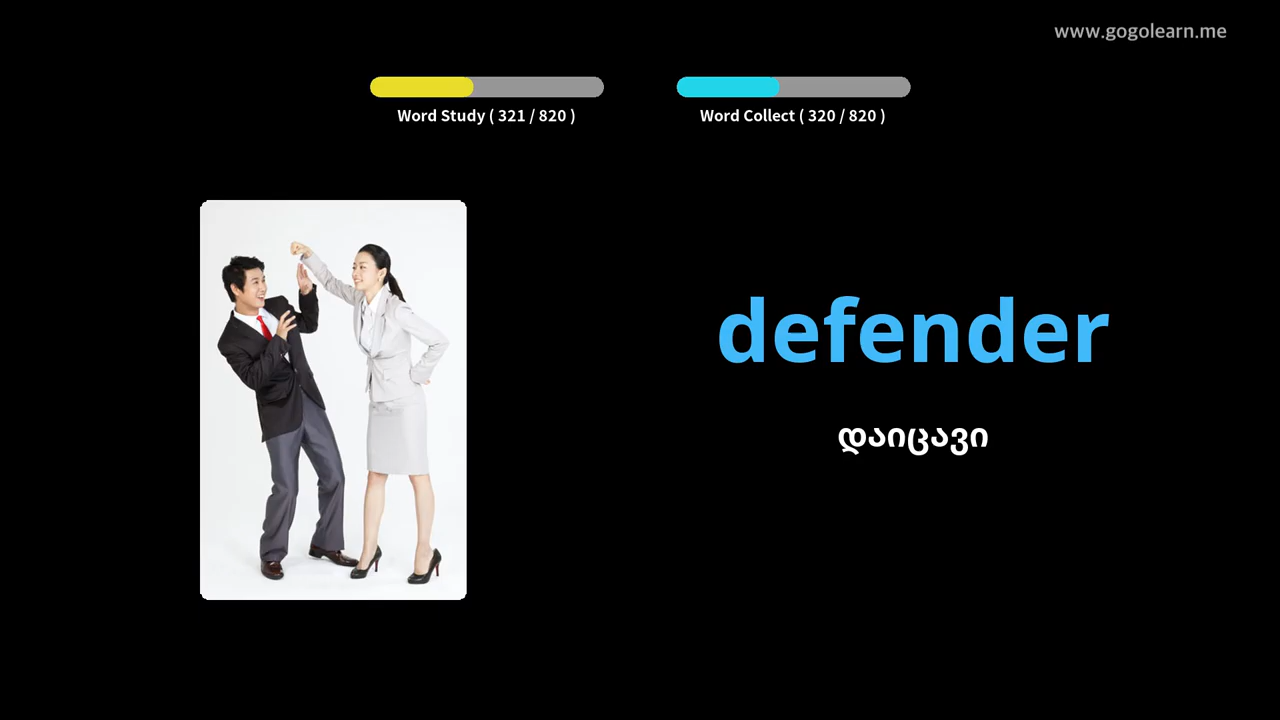 www.gogolearn.me
Word Study ( 321 / 820 )
Word Collect ( 320 / 820 )
defender
დაიცავი